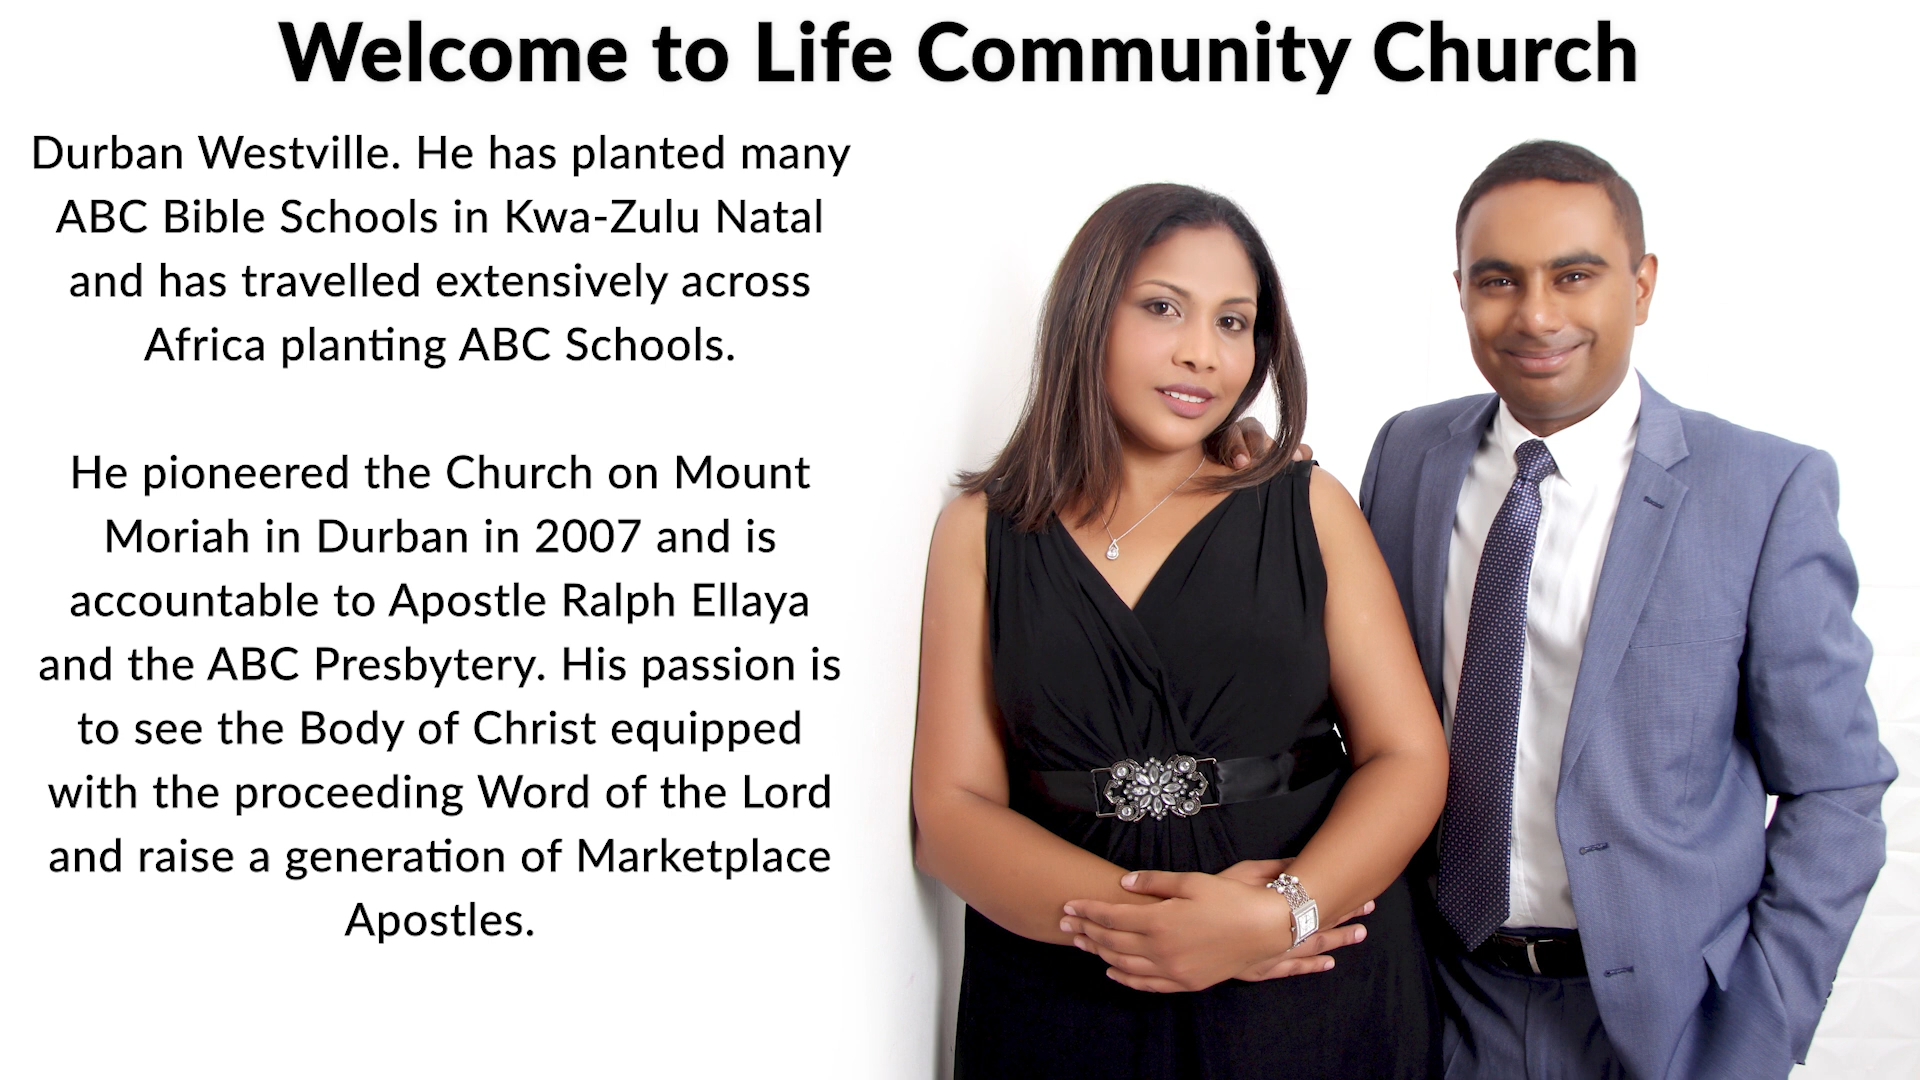 Welcome to Life Community Church
Durban Westville. He has planted many
ABC Bible Schools in Kwa-Zulu Natal
and has travelled extensively across
Africa planting ABC Schools.
He pioneered the Church on Mount
Moriah in Durban in 2007 and is
accountable to Apostle Ralph Ellaya
and the ABC Presbytery. His passion is
to see the Body of Christ equipped
with the proceeding Word of the Lord
and raise a generation of Marketplace
Apostles.